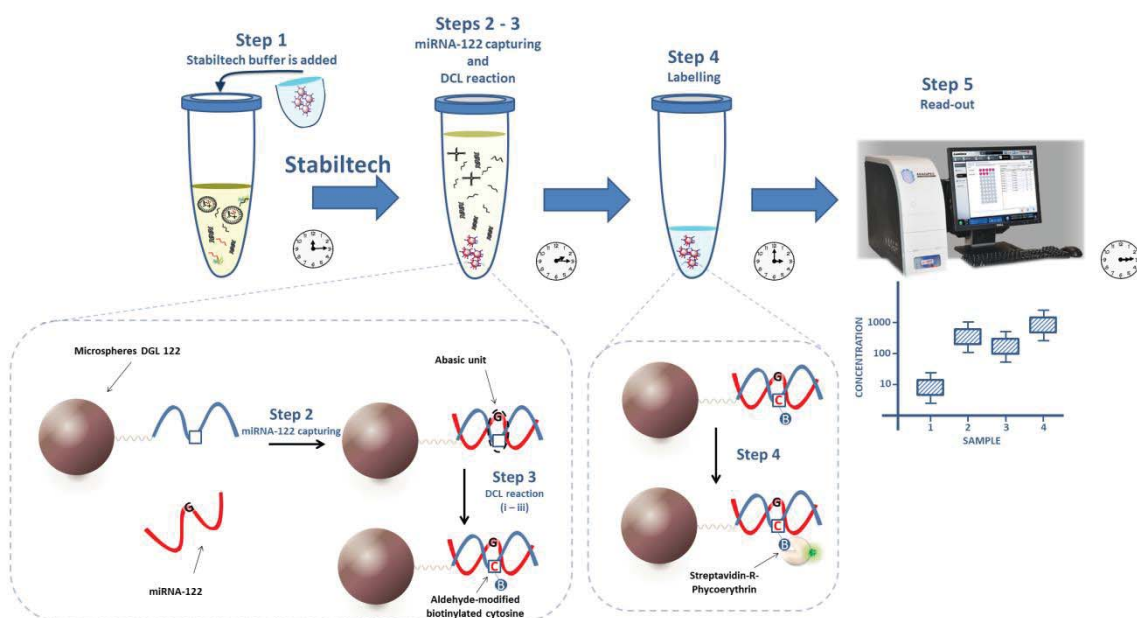 Step 1
Stabiltech buffer is added
Steps 2 - 3
miRNA-122 capturing
and
DCL reaction
Step 4
Labelling
Step 5
Read-out
Stabiltech
Microspheres DGL 122
Step 2
miRNA-122 capturing
G
miRNA-122
Abasic unit
G
Step 3
DCL reaction
(i – iii)
G
C
B
Aldehyde-modified
biotinylated cytosine
G
C
B
Step 4
G
C
B
Streptavidin-R-
Phycoerythrin
CONCENTRATION
1000
100
10
1
2
3
4
SAMPLE